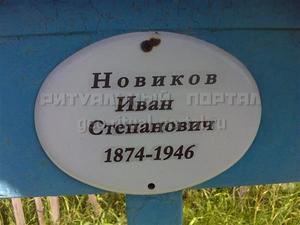 Новиков
Иван
Степанович
1874-1946
РИТУАЛЬНЫЙ ПОРТАЛ